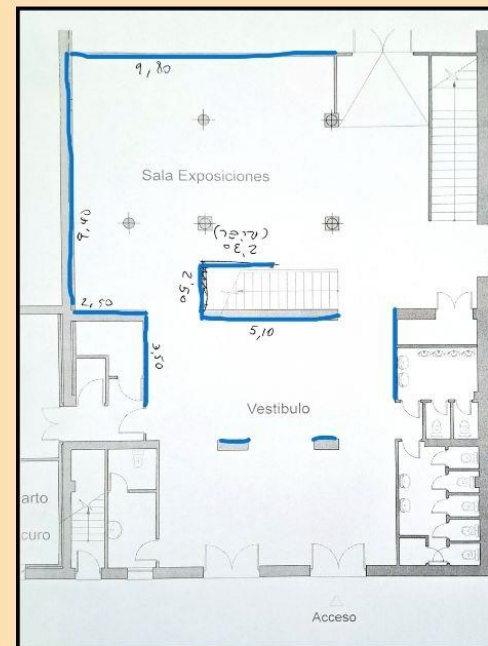 9,80
Sala Exposiciones
9,40
2,30
(RIEL)
2,50
2,50
5,10
3,50
Vestibulo
arto
curo
Acceso